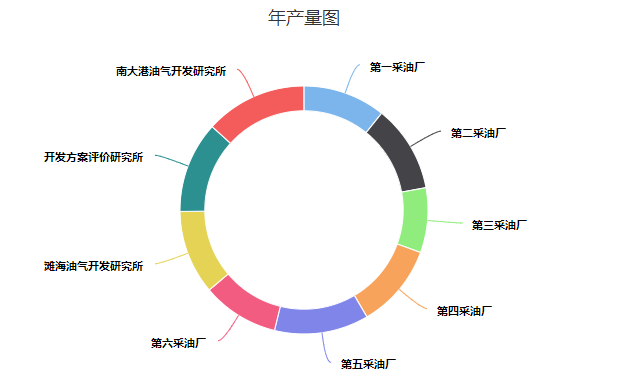 年产量图
南大港油气开发研究所
第一采油厂
第二采油厂
开发方案评价研究所
第三采油厂
滩海油气开发研究所
第四采油厂
第六采油厂
第五采油厂